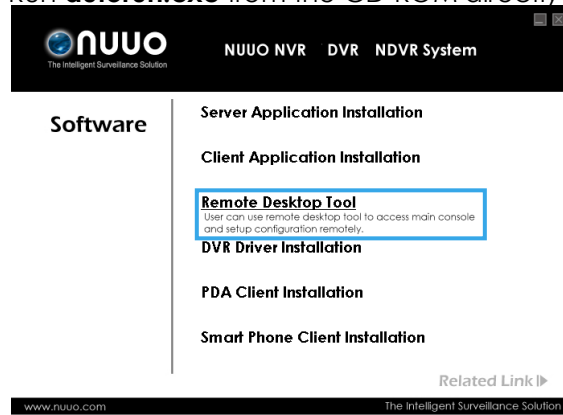 Run autorun.exe from the CD-ROM directly
NUUO
The Intelligent Surveillance Solution
NUUO NVR DVR NDVR System
Software
Server Application Installation
Client Application Installation
Remote Desktop Tool
User can use remote desktop tool to access main console
and setup configuration remotely.
DVR Driver Installation
PDA Client Installation
Smart Phone Client Installation
Related Link
www.nuuo.com
The Intelligent Surveillance Solution